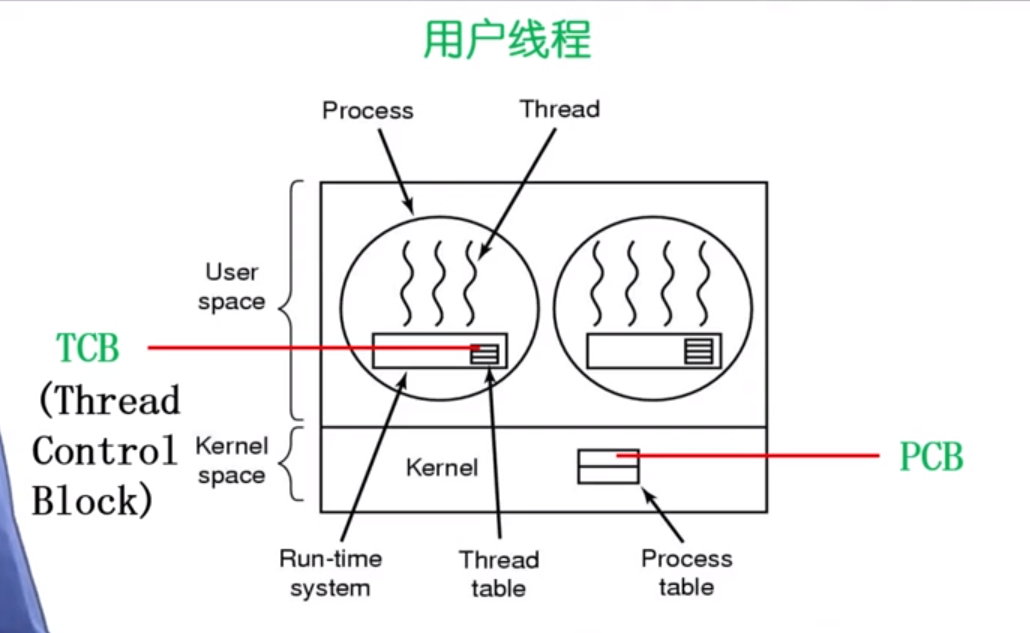 用户线程
Process
Thread
User
space
TCB
(Thread
Control
Block)
Kernel
space
Kernel
PCB
Run-time
system
Thread
table
Process
table